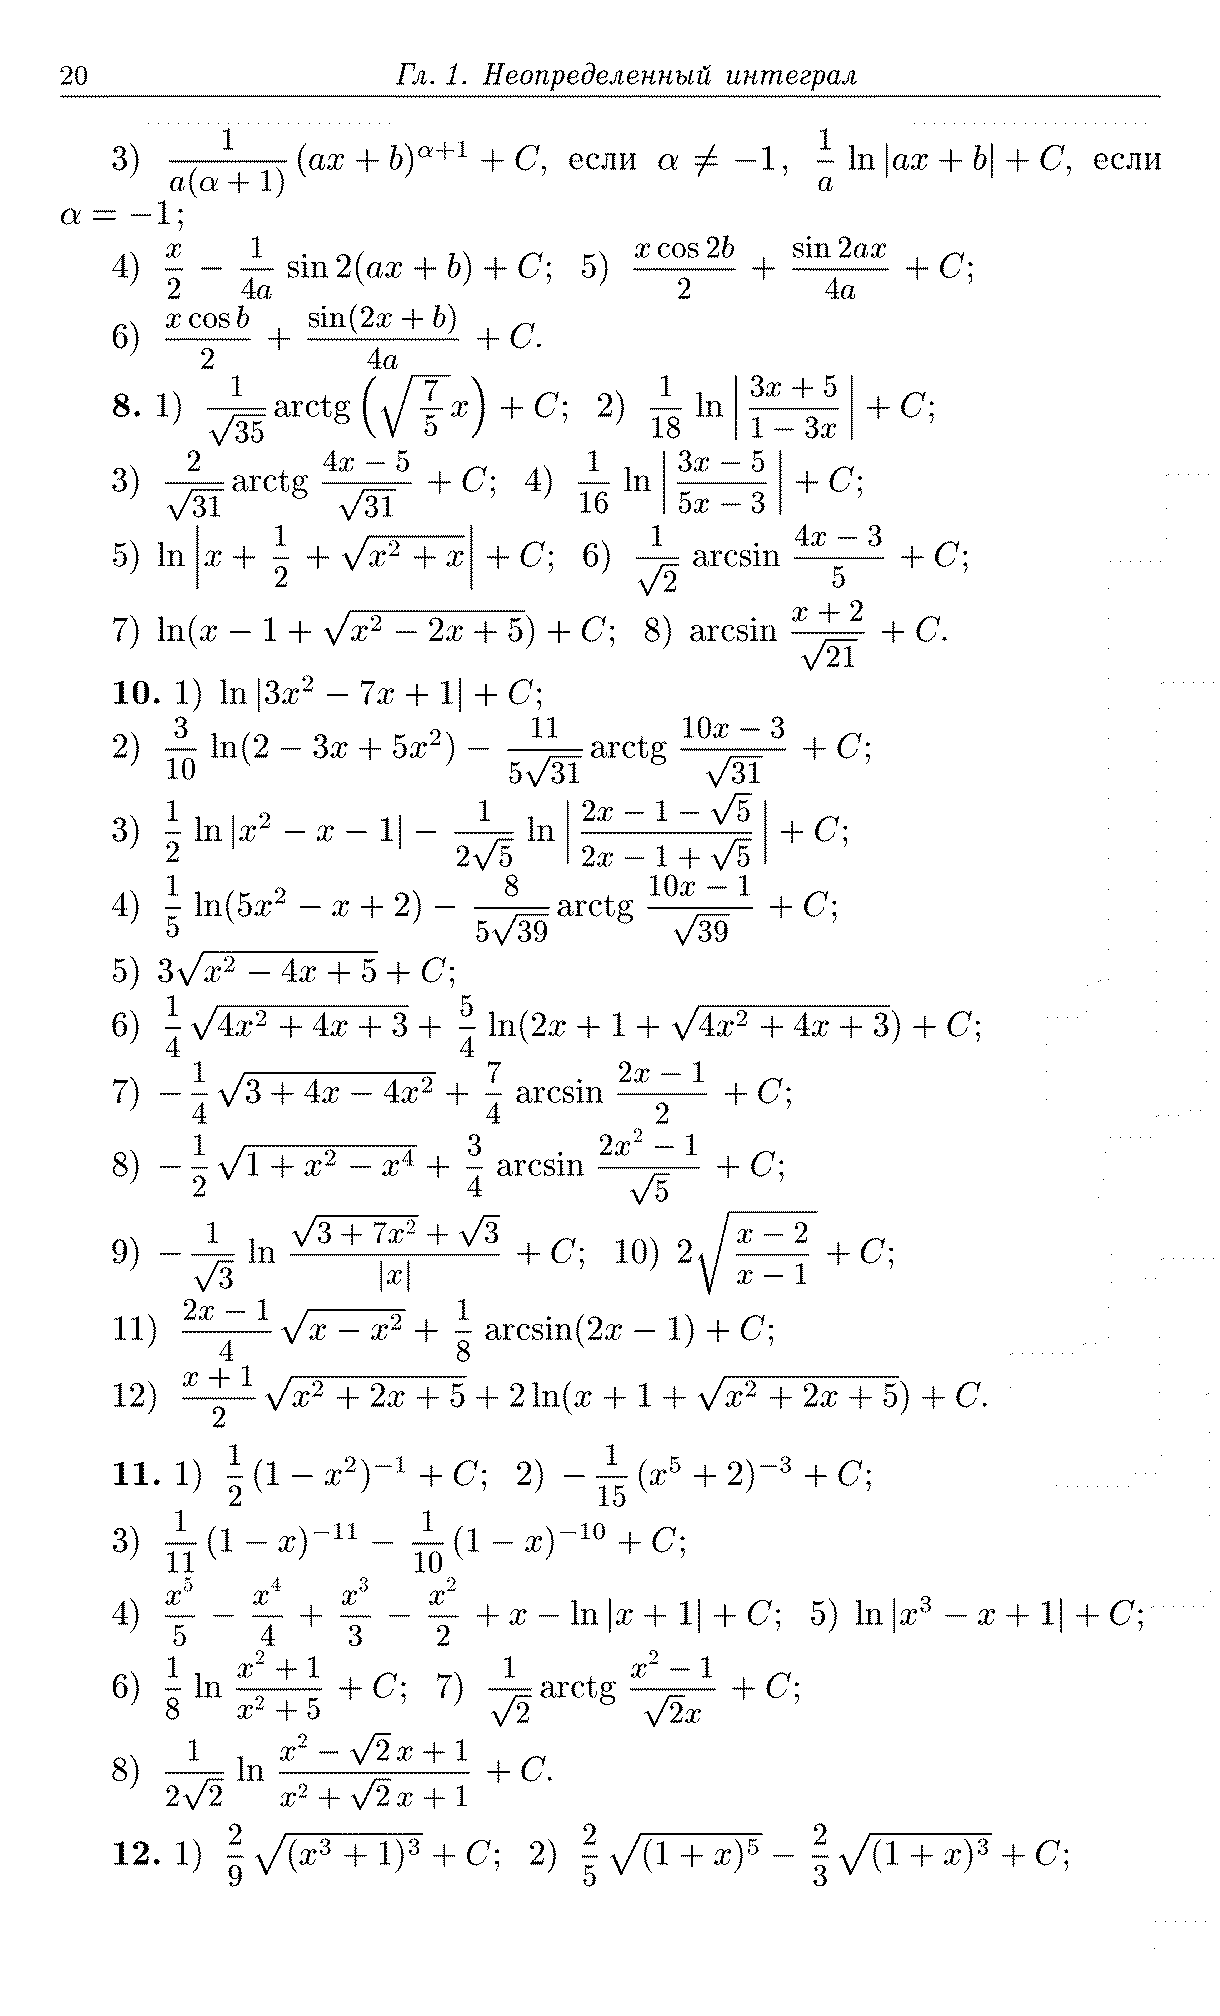 20 Гл. 1. Неопределенный интеграл
3) $\frac{1}{a(\alpha+1)}(ax+b)^{\alpha+1}+C$, если $\alpha \neq -1$, $\frac{1}{a}\ln|ax+b|+C$, если
$\alpha = -1$;
4) $\frac{x}{2} - \frac{1}{4a}\sin 2(ax+b)+C$; 5) $\frac{x\cos 2b}{2} + \frac{\sin 2ax}{4a}+C$;
6) $\frac{x\cos b}{2} + \frac{\sin(2x+b)}{4a}+C$.
8. 1) $\frac{1}{\sqrt{35}}\operatorname{arctg}\left(\sqrt{\frac{7}{5}}x\right)+C$; 2) $\frac{1}{18}\ln\left|\frac{3x+5}{1-3x}\right|+C$;
3) $\frac{2}{\sqrt{31}}\operatorname{arctg}\frac{4x-5}{\sqrt{31}}+C$; 4) $\frac{1}{16}\ln\left|\frac{3x-5}{5x-3}\right|+C$;
5) $\ln\left|x+\frac{1}{2}+\sqrt{x^2+x}\right|+C$; 6) $\frac{1}{\sqrt{2}}\arcsin\frac{4x-3}{5}+C$;
7) $\ln(x-1+\sqrt{x^2-2x+5})+C$; 8) $\arcsin\frac{x+2}{\sqrt{21}}+C$.
10. 1) $\ln|3x^2-7x+1|+C$;
2) $\frac{3}{10}\ln(2-3x+5x^2)-\frac{11}{5\sqrt{31}}\operatorname{arctg}\frac{10x-3}{\sqrt{31}}+C$;
3) $\frac{1}{2}\ln|x^2-x-1|-\frac{1}{2\sqrt{5}}\ln\left|\frac{2x-1-\sqrt{5}}{2x-1+\sqrt{5}}\right|+C$;
4) $\frac{1}{5}\ln(5x^2-x+2)-\frac{8}{5\sqrt{39}}\operatorname{arctg}\frac{10x-1}{\sqrt{39}}+C$;
5) $3\sqrt{x^2-4x+5}+C$;
6) $\frac{1}{4}\sqrt{4x^2+4x+3}+\frac{5}{4}\ln(2x+1+\sqrt{4x^2+4x+3})+C$;
7) $-\frac{1}{4}\sqrt{3+4x-4x^2}+\frac{7}{4}\arcsin\frac{2x-1}{2}+C$;
8) $-\frac{1}{2}\sqrt{1+x^2-x^4}+\frac{3}{4}\arcsin\frac{2x^2-1}{\sqrt{5}}+C$;
9) $-\frac{1}{\sqrt{3}}\ln\frac{\sqrt{3+7x^2}+\sqrt{3}}{|x|}+C$; 10) $2\sqrt{\frac{x-2}{x-1}}+C$;
11) $\frac{2x-1}{4}\sqrt{x-x^2}+\frac{1}{8}\arcsin(2x-1)+C$;
12) $\frac{x+1}{2}\sqrt{x^2+2x+5}+2\ln(x+1+\sqrt{x^2+2x+5})+C$.
11. 1) $\frac{1}{2}(1-x^2)^{-1}+C$; 2) $-\frac{1}{15}(x^5+2)^{-3}+C$;
3) $\frac{1}{11}(1-x)^{-11}-\frac{1}{10}(1-x)^{-10}+C$;
4) $\frac{x^5}{5}-\frac{x^4}{4}+\frac{x^3}{3}-\frac{x^2}{2}+x-\ln|x+1|+C$; 5) $\ln|x^3-x+1|+C$;
6) $\frac{1}{8}\ln\frac{x^2+1}{x^2+5}+C$; 7) $\frac{1}{\sqrt{2}}\operatorname{arctg}\frac{x^2-1}{\sqrt{2}x}+C$;
8) $\frac{1}{2\sqrt{2}}\ln\frac{x^2-\sqrt{2}x+1}{x^2+\sqrt{2}x+1}+C$.
12. 1) $\frac{2}{9}\sqrt{(x^3+1)^3}+C$; 2) $\frac{2}{5}\sqrt{(1+x)^5}-\frac{2}{3}\sqrt{(1+x)^3}+C$;